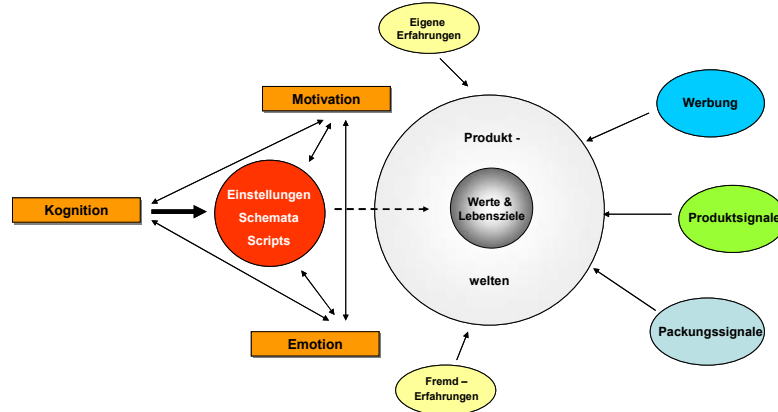 Eigene
Erfahrungen
Motivation
Werbung
Produkt -
Einstellungen
Schemata
Scripts
Kognition
Werte &
Lebensziele
Produktsignale
welten
Emotion
Packungssignale
Fremd –
Erfahrungen